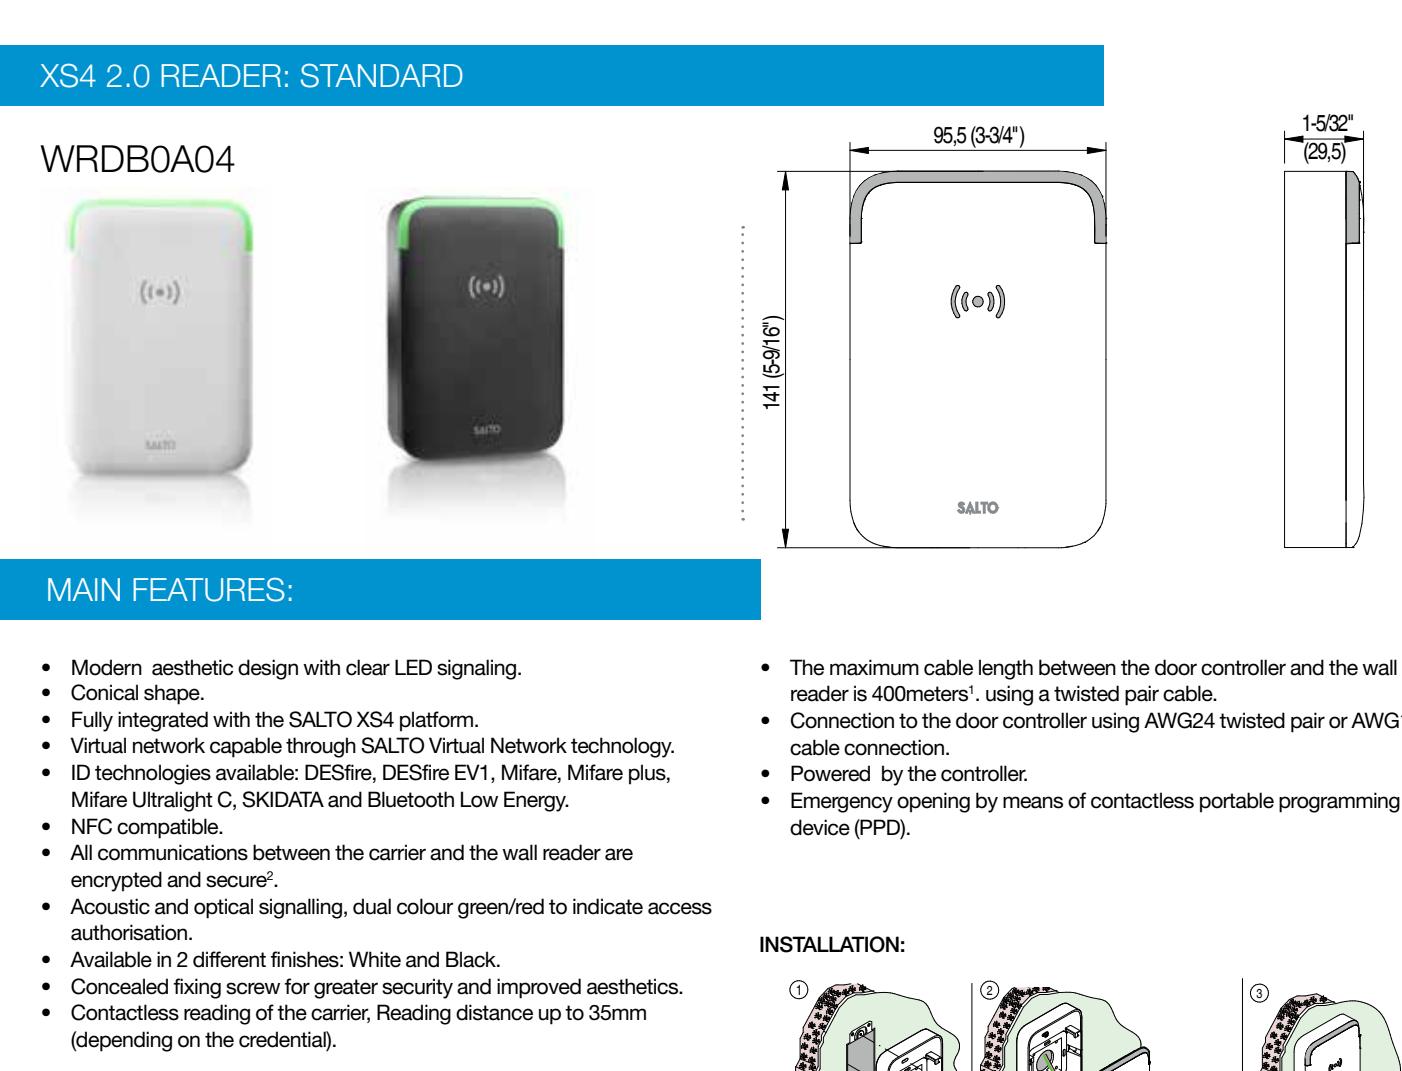 XS4 2.0 READER: STANDARD
WRDB0A04
SALTO
SALTO
95,5 (3-3/4")
141 (5-9/16")
SALTO
1-5/32"
(29,5)
MAIN FEATURES:
• Modern aesthetic design with clear LED signaling.
• Conical shape.
• Fully integrated with the SALTO XS4 platform.
• Virtual network capable through SALTO Virtual Network technology.
• ID technologies available: DESfire, DESfire EV1, Mifare, Mifare plus,
Mifare Ultralight C, SKIDATA and Bluetooth Low Energy.
• NFC compatible.
• All communications between the carrier and the wall reader are
encrypted and secure².
• Acoustic and optical signalling, dual colour green/red to indicate access
authorisation.
• Available in 2 different finishes: White and Black.
• Concealed fixing screw for greater security and improved aesthetics.
• Contactless reading of the carrier, Reading distance up to 35mm
(depending on the credential).
• The maximum cable length between the door controller and the wall
reader is 400meters¹. using a twisted pair cable.
• Connection to the door controller using AWG24 twisted pair or AWG
cable connection.
• Powered by the controller.
• Emergency opening by means of contactless portable programming
device (PPD).
INSTALLATION:
1
2
3